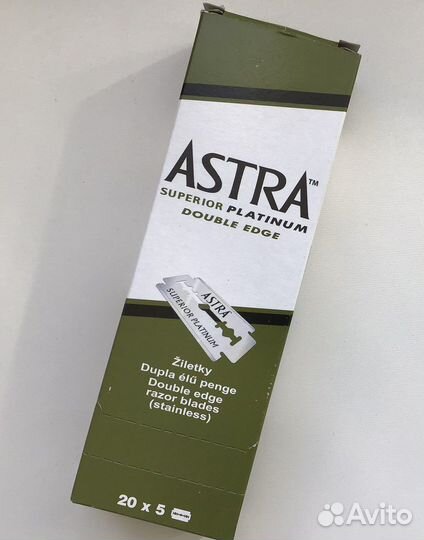 ASTRA™
SUPERIOR PLATINUM
DOUBLE EDGE
ASTRA
SUPERIOR PLATINUM
Žiletky
Dupla élű penge
Double edge
razor blades
(stainless)
20 x 5
Avito